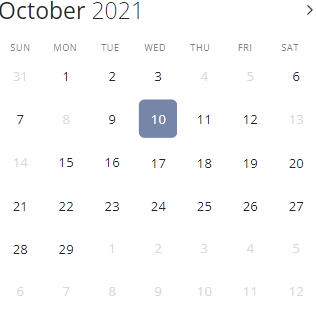 October 2021
SUN MON TUE WED THU FRI SAT
31 1 2 3 4 5 6
7 8 9 10 11 12 13
14 15 16 17 18 19 20
21 22 23 24 25 26 27
28 29 1 2 3 4 5
6 7 8 9 10 11 12